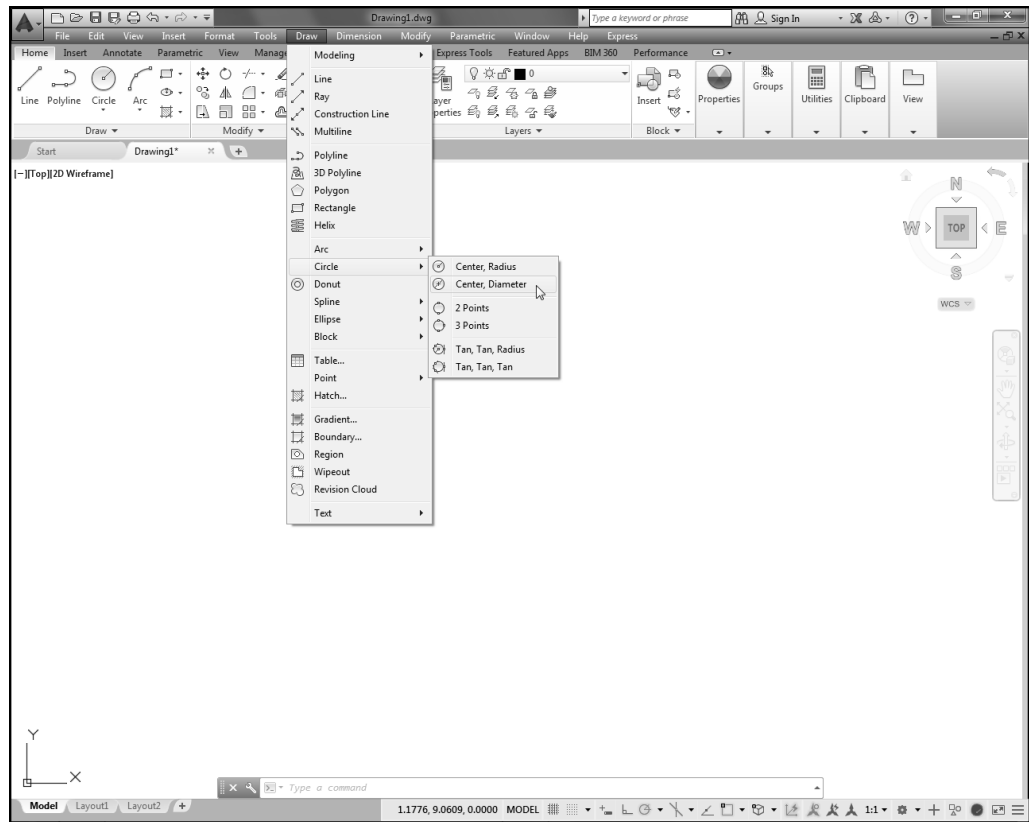 Drawing1.dwg
Type a keyword or phrase
Sign In
File Edit View Insert Format Tools Draw Dimension Modify Parametric Window Help Express
Home Insert Annotate Parametric View Manage Express Tools Featured Apps BIM 360 Performance
Line Polyline Circle Arc
Draw
Modify
0
ayer
perties
Layers
Insert
Block
Properties
Groups
Utilities
Clipboard
View
Start Drawing1* +
[−][Top][2D Wireframe]
Modeling
Line
Ray
Construction Line
Multiline
Polyline
3D Polyline
Polygon
Rectangle
Helix
Arc
Circle
Donut
Spline
Ellipse
Block
Table...
Point
Hatch...
Gradient...
Boundary...
Region
Wipeout
Revision Cloud
Text
Center, Radius
Center, Diameter
2 Points
3 Points
Tan, Tan, Radius
Tan, Tan, Tan
N
W TOP E
S
WCS
Y
X
Type a command
Model Layout1 Layout2 +
1.1776, 9.0609, 0.0000 MODEL 1:1